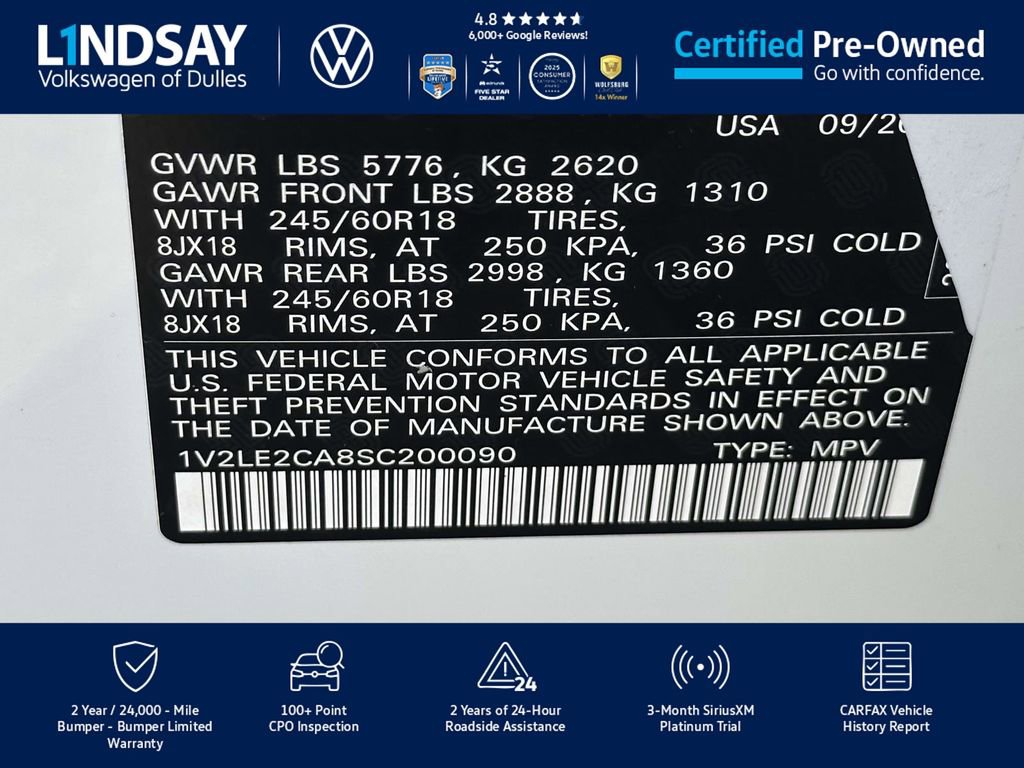 L1NDSAY
Volkswagen of Dulles
4.8
6,000+ Google Reviews!
FIVE STAR
DEALER
2025
CONSUMER
SATISFACTION
AWARD
WOLFSBURG
14x Winner
Certified Pre-Owned
Go with confidence.
USA 09/2
GVWR LBS 5776, KG 2620
GAWR FRONT LBS 2888, KG 1310
WITH 245/60R18 TIRES,
8JX18 RIMS, AT 250 KPA, 36 PSI COLD
GAWR REAR LBS 2998, KG 1360
WITH 245/60R18 TIRES,
8JX18 RIMS, AT 250 KPA, 36 PSI COLD
THIS VEHICLE CONFORMS TO ALL APPLICABLE
U.S. FEDERAL MOTOR VEHICLE SAFETY AND
THEFT PREVENTION STANDARDS IN EFFECT ON
THE DATE OF MANUFACTURE SHOWN ABOVE.
1V2LE2CA8SC200090 TYPE: MPV
2 Year / 24,000 - Mile
Bumper - Bumper Limited
Warranty
100+ Point
CPO Inspection
24
2 Years of 24-Hour
Roadside Assistance
3-Month SiriusXM
Platinum Trial
CARFAX Vehicle
History Report